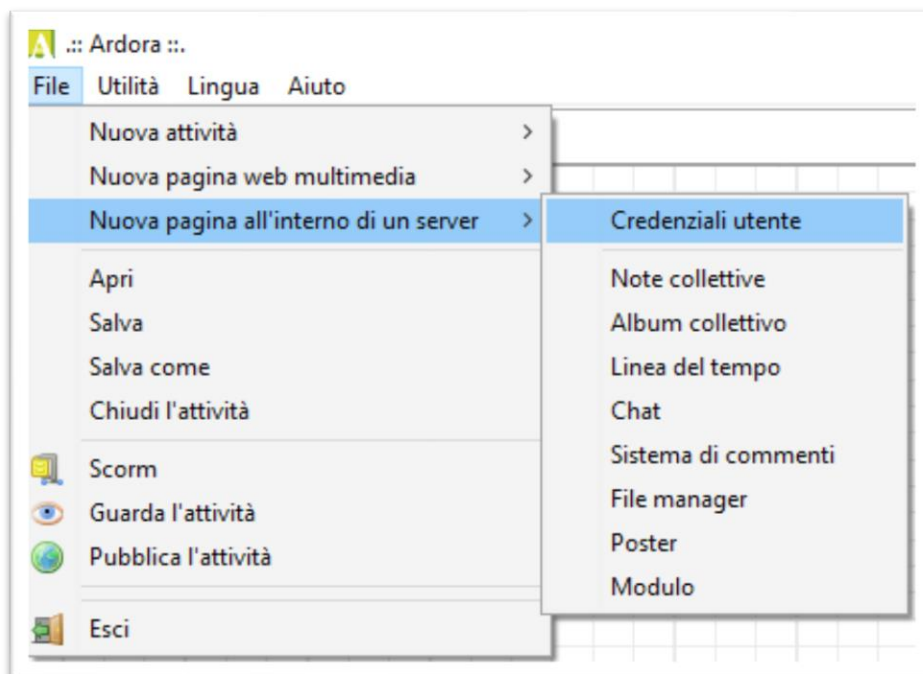 .:: Ardora ::.
File Utilità Lingua Aiuto
Nuova attività
Nuova pagina web multimedia
Nuova pagina all'interno di un server
Apri
Salva
Salva come
Chiudi l'attività
Scorm
Guarda l'attività
Pubblica l'attività
Esci
Credenziali utente
Note collettive
Album collettivo
Linea del tempo
Chat
Sistema di commenti
File manager
Poster
Modulo